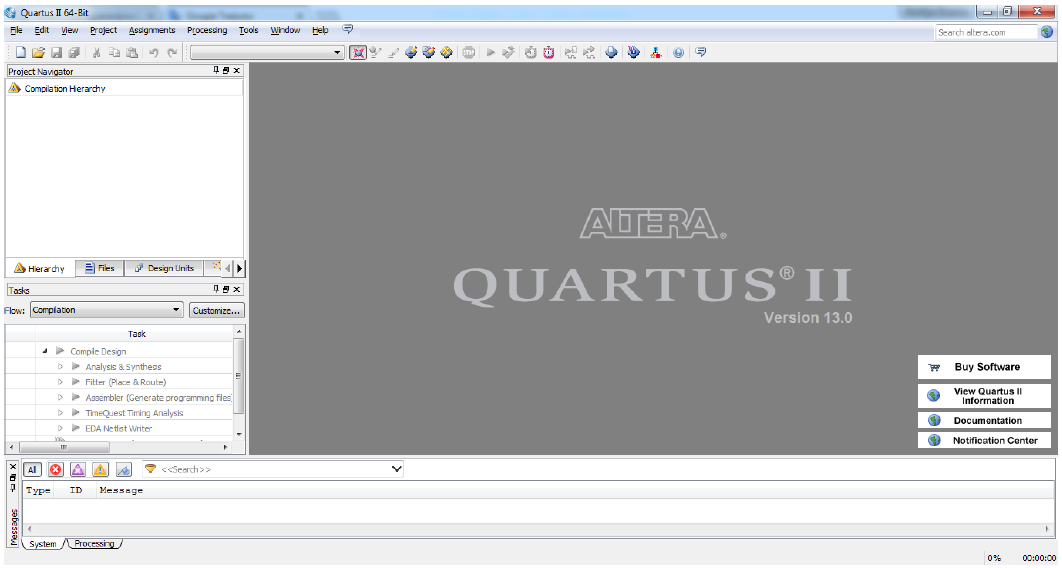 Quartus II 64-Bit
File Edit View Project Assignments Processing Tools Window Help
Search altera.com
Project Navigator
Compilation Hierarchy
Hierarchy Files Design Units
Tasks
Flow: Compilation Customize...
Task
Compile Design
Analysis & Synthesis
Fitter (Place & Route)
Assembler (Generate programming files)
TimeQuest Timing Analysis
EDA Netlist Writer
ALTERA®
QUARTUS® II
Version 13.0
Buy Software
View Quartus II
Information
Documentation
Notification Center
All <<Search>>
Type ID Message
Messages
System Processing
0% 00:00:00